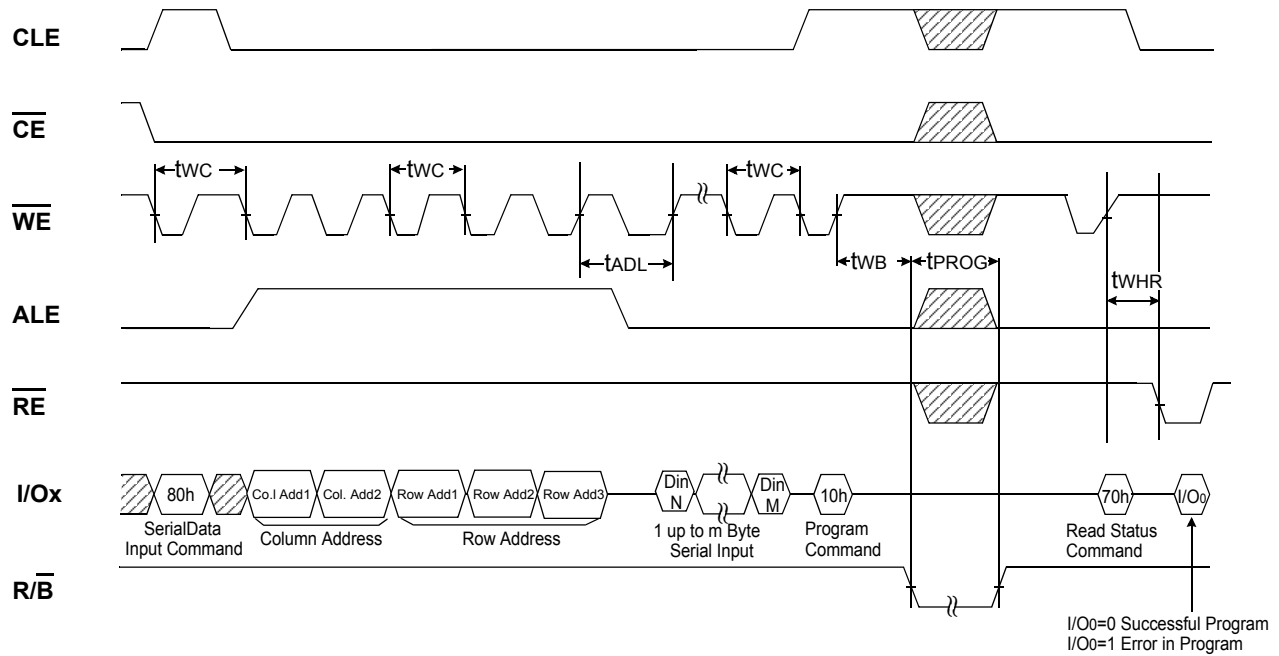 CLE
CE
tWC
tWC
tWC
WE
tADL
tWB
tPROG
tWHR
ALE
RE
I/Ox
80h
Co.l Add1
Col. Add2
Row Add1
Row Add2
Row Add3
Din
N
Din
M
10h
70h
I/O0
SerialData
Input Command
Column Address
Row Address
1 up to m Byte
Serial Input
Program
Command
Read Status
Command
R/B
I/O0=0 Successful Program
I/O0=1 Error in Program